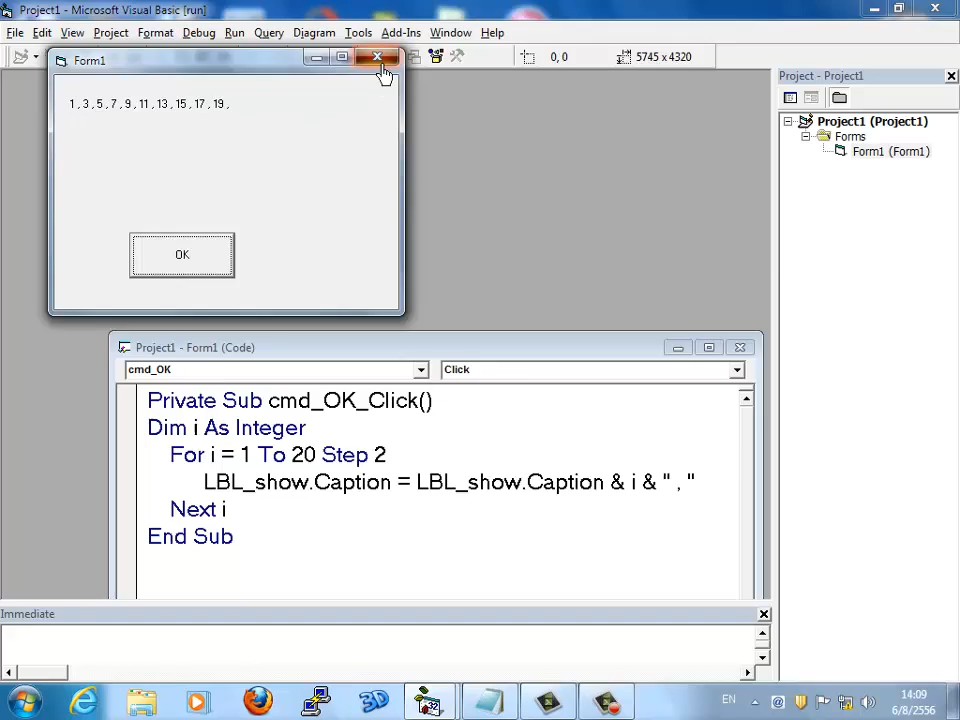 Project1 - Microsoft Visual Basic [run]
File Edit View Project Format Debug Run Query Diagram Tools Add-Ins Window Help
0, 0 5745 x 4320
Form1
1 , 3 , 5 , 7 , 9 , 11 , 13 , 15 , 17 , 19 ,
OK
Project - Project1
Project1 (Project1)
Forms
Form1 (Form1)
Project1 - Form1 (Code)
cmd_OK Click
Private Sub cmd_OK_Click()
Dim i As Integer
For i = 1 To 20 Step 2
LBL_show.Caption = LBL_show.Caption & i & " , "
Next i
End Sub
Immediate
32
EN
14:09
6/8/2556